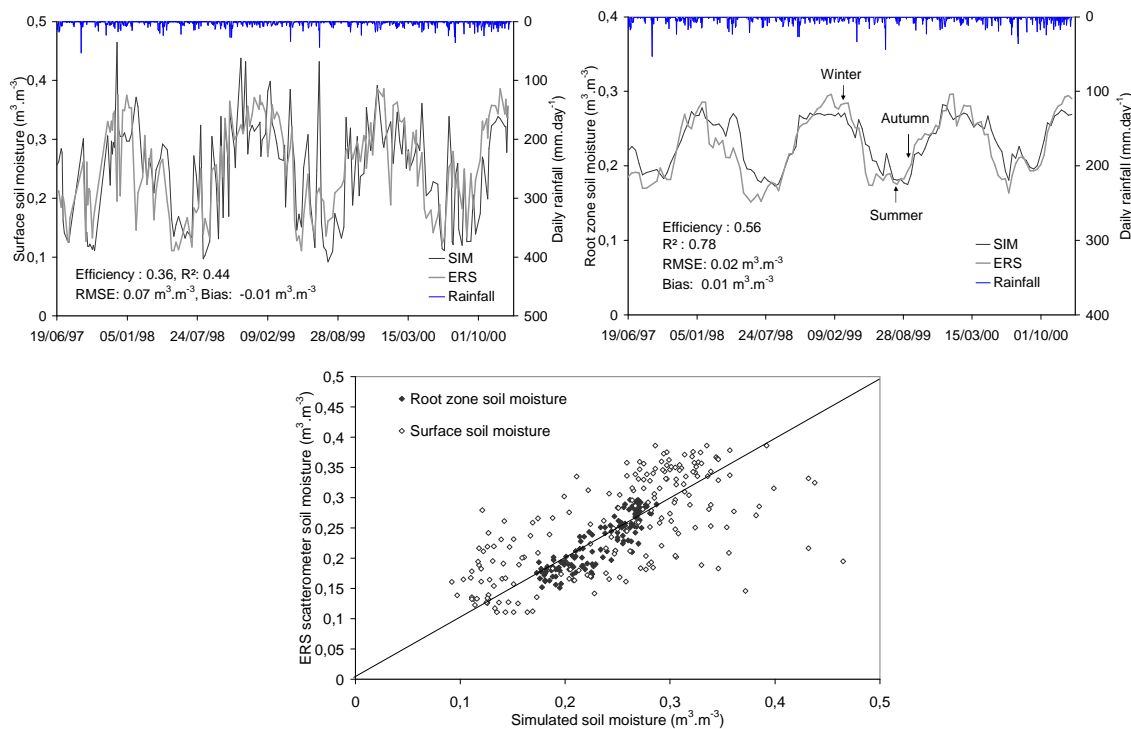 0,5
0,4
0,3
0,2
0,1
0
Surface soil moisture (m³.m⁻³)
0
100
200
300
400
500
Daily rainfall (mm.day⁻¹)
Efficiency : 0.36, R²: 0.44
RMSE: 0.07 m³.m⁻³, Bias: -0.01 m³.m⁻³
SIM
ERS
Rainfall
19/06/97 05/01/98 24/07/98 09/02/99 28/08/99 15/03/00 01/10/00
0,4
0,3
0,2
0,1
0
Root zone soil moisture (m³.m⁻³)
0
100
200
300
400
Daily rainfall (mm.day⁻¹)
Winter
Autumn
Summer
Efficiency : 0.56
R² : 0.78
RMSE: 0.02 m³.m⁻³
Bias: 0.01 m³.m⁻³
SIM
ERS
Rainfall
19/06/97 05/01/98 24/07/98 09/02/99 28/08/99 15/03/00 01/10/00
0,5
0,45
0,4
0,35
0,3
0,25
0,2
0,15
0,1
0,05
0
ERS scatterometer soil moisture (m³.m⁻³)
Root zone soil moisture
Surface soil moisture
0 0,1 0,2 0,3 0,4 0,5
Simulated soil moisture (m³.m⁻³)